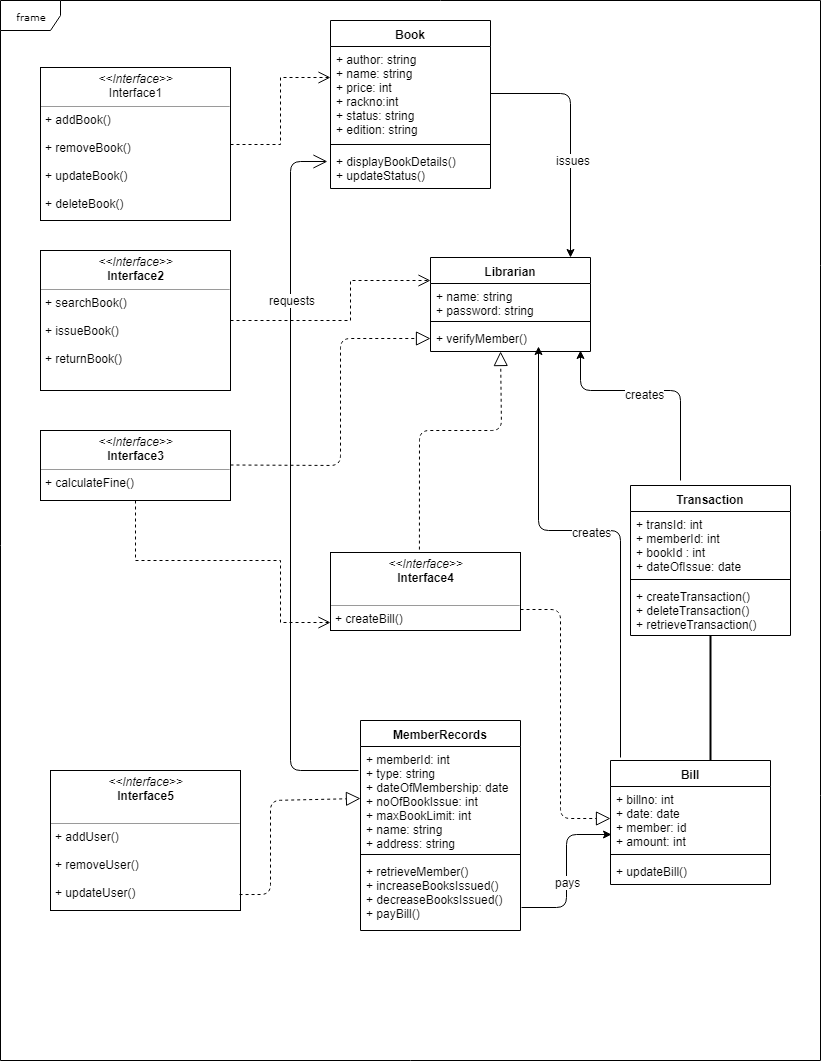 frame
Book
+ author: string
+ name: string
+ price: int
+ rackno:int
+ status: string
+ edition: string
+ displayBookDetails()
+ updateStatus()
<<Interface>>
Interface1
+ addBook()
+ removeBook()
+ updateBook()
+ deleteBook()
issues
<<Interface>>
Interface2
+ searchBook()
+ issueBook()
+ returnBook()
requests
Librarian
+ name: string
+ password: string
+ verifyMember()
creates
<<Interface>>
Interface3
+ calculateFine()
creates
Transaction
+ transId: int
+ memberId: int
+ bookId : int
+ dateOfIssue: date
+ createTransaction()
+ deleteTransaction()
+ retrieveTransaction()
<<Interface>>
Interface4
+ createBill()
MemberRecords
+ memberId: int
+ type: string
+ dateOfMembership: date
+ noOfBookIssue: int
+ maxBookLimit: int
+ name: string
+ address: string
+ retrieveMember()
+ increaseBooksIssued()
+ decreaseBooksIssued()
+ payBill()
<<Interface>>
Interface5
+ addUser()
+ removeUser()
+ updateUser()
pays
Bill
+ billno: int
+ date: date
+ member: id
+ amount: int
+ updateBill()